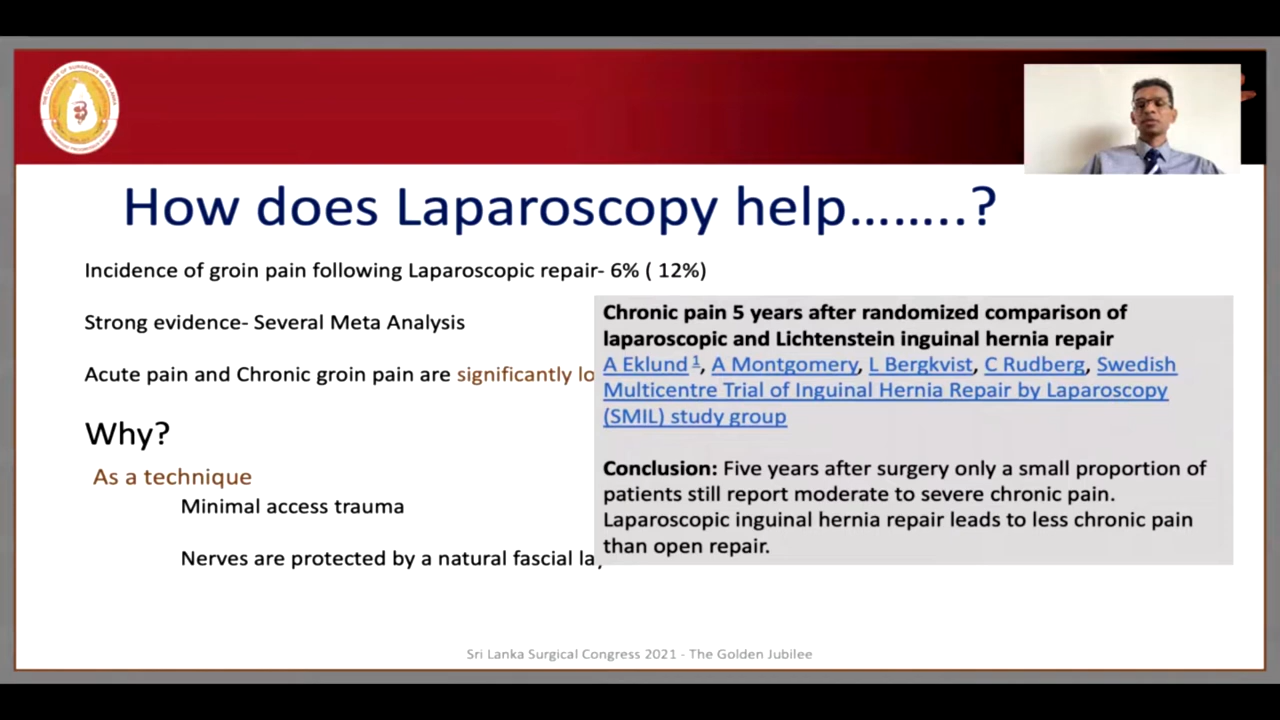 How does Laparoscopy help........?
Incidence of groin pain following Laparoscopic repair- 6% ( 12%)
Strong evidence- Several Meta Analysis
Acute pain and Chronic groin pain are significantly
Why?
As a technique
Minimal access trauma
Nerves are protected by a natural fascial
Chronic pain 5 years after randomized comparison of
laparoscopic and Lichtenstein inguinal hernia repair
A Eklund 1, A Montgomery, L Bergkvist, C Rudberg, Swedish
Multicentre Trial of Inguinal Hernia Repair by Laparoscopy
(SMIL) study group
Conclusion: Five years after surgery only a small proportion of
patients still report moderate to severe chronic pain.
Laparoscopic inguinal hernia repair leads to less chronic pain
than open repair.
Sri Lanka Surgical Congress 2021 - The Golden Jubilee